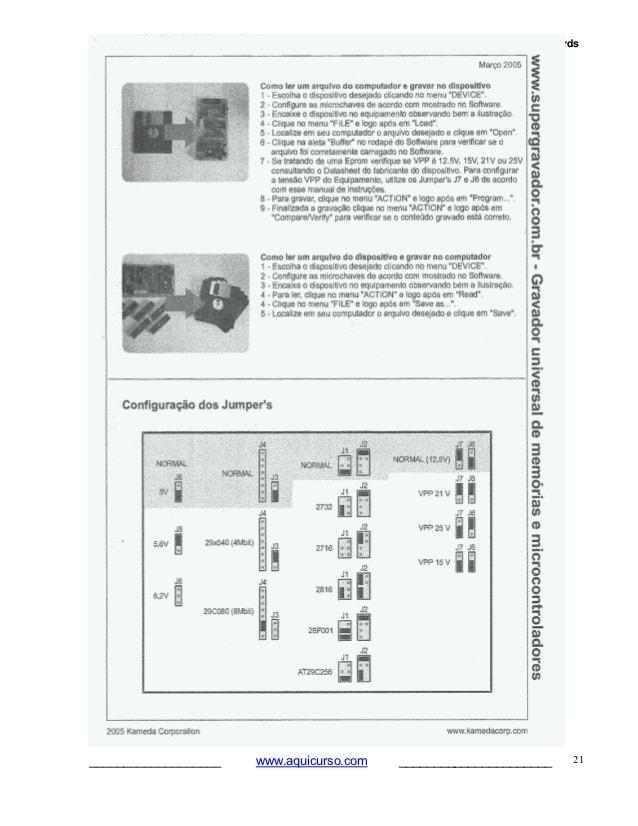 rds
Março 2005
Como ler um arquivo do computador e gravar no dispositivo
1 - Escolha o dispositivo desejado clicando no menu "DEVICE".
2 - Configure as microchaves de acordo com mostrado no Software.
3 - Encaixe o dispositivo no equipamento observando bem a ilustração.
4 - Clique no menu "FILE" e logo após em "Load".
5 - Localize em seu computador o arquivo desejado e clique em "Open".
6 - Clique na aleta "Buffer" no rodapé do Software para verificar se o
arquivo foi corretamente carregado no Software.
7 - Se tratando de uma Eprom verifique se VPP é 12.5V, 15V, 21V ou 25V
consultando o Datasheet do fabricante do dispositivo. Para configurar
a tensão VPP do Equipamento, utilize os Jumper's J7 e J6 de acordo
com esse manual de instruções.
8 - Para gravar, clique no menu "ACTION" e logo após em "Program...".
9 - Finalizada a gravação clique no menu "ACTION" e logo após em
"Compare/Verify" para verificar se o conteúdo gravado está correto.
Como ler um arquivo do dispositivo e gravar no computador
1 - Escolha o dispositivo desejado clicando no menu "DEVICE".
2 - Configure as microchaves de acordo com mostrado no Software.
3 - Encaixe o dispositivo no equipamento observando bem a ilustração.
4 - Para ler, clique no menu "ACTION" e logo após em "Read".
4 - Clique no menu "FILE" e logo após em "Save as...".
5 - Localize em seu computador o arquivo desejado e clique em "Save".
www.supergravador.com.br - Gravador universal de memórias e microcontroladores
Configuração dos Jumper's
NORMAL
J8
5V
J8
5,6V
J8
6,2V
J4
NORMAL
J3
J4
29x040 (4Mbit)
J3
J4
29C080 (8Mbit)
J3
J1 J2
NORMAL
J1 J2
2732
J1 J2
2716
J1 J2
2816
J1 J2
28F001
J1 J2
AT29C256
J7 J6
NORMAL (12,5V)
J7 J6
VPP 21 V
J7 J6
VPP 25 V
J7 J6
VPP 15 V
2005 Kameda Corporation
www.kamedacorp.com
www.aquicurso.com
21